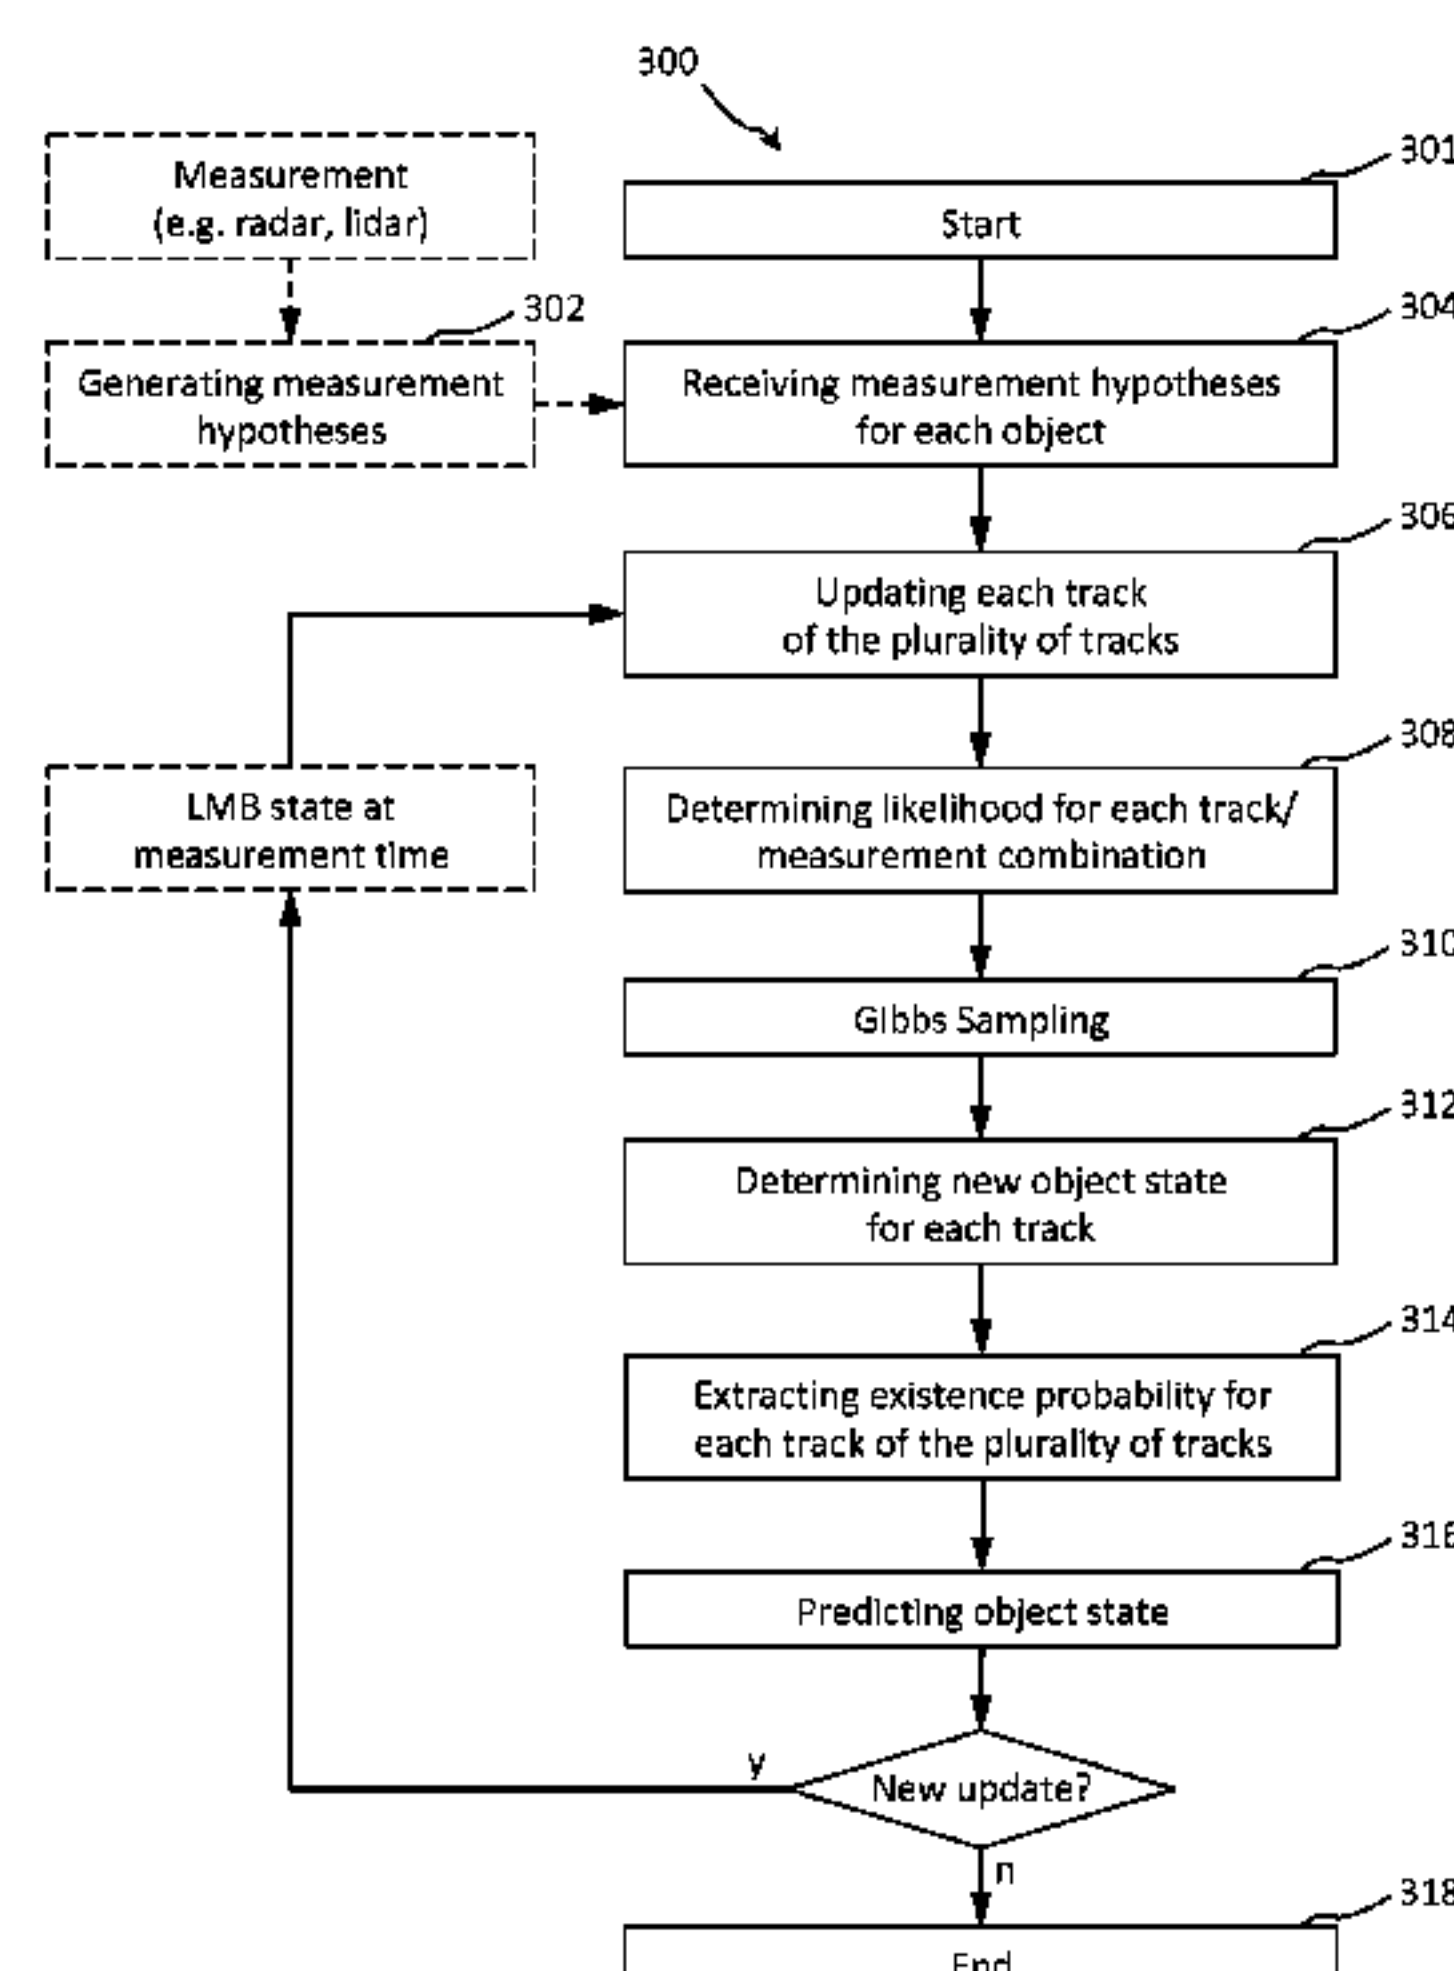 300
301
Measurement
(e.g. radar, lidar)
Start
302
304
Generating measurement
hypotheses
Receiving measurement hypotheses
for each object
306
Updating each track
of the plurality of tracks
308
LMB state at
measurement time
Determining likelihood for each track/
measurement combination
310
Gibbs Sampling
312
Determining new object state
for each track
314
Extracting existence probability for
each track of the plurality of tracks
316
Predicting object state
y
New update?
n
318
End